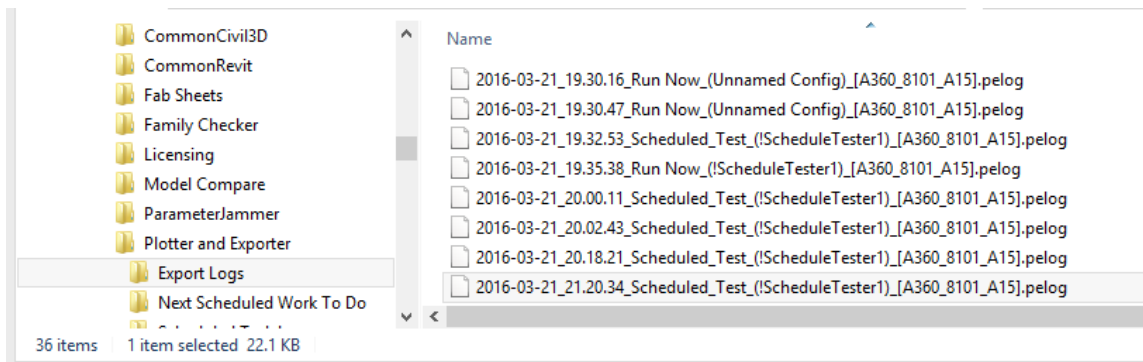 CommonCivil3D
CommonRevit
Fab Sheets
Family Checker
Licensing
Model Compare
ParameterJammer
Plotter and Exporter
Export Logs
Next Scheduled Work To Do
Name
2016-03-21_19.30.16_Run Now_(Unnamed Config)_[A360_8101_A15].pelog
2016-03-21_19.30.47_Run Now_(Unnamed Config)_[A360_8101_A15].pelog
2016-03-21_19.32.53_Scheduled_Test_(!ScheduleTester1)_[A360_8101_A15].pelog
2016-03-21_19.35.38_Run Now_(!ScheduleTester1)_[A360_8101_A15].pelog
2016-03-21_20.00.11_Scheduled_Test_(!ScheduleTester1)_[A360_8101_A15].pelog
2016-03-21_20.02.43_Scheduled_Test_(!ScheduleTester1)_[A360_8101_A15].pelog
2016-03-21_20.18.21_Scheduled_Test_(!ScheduleTester1)_[A360_8101_A15].pelog
2016-03-21_21.20.34_Scheduled_Test_(!ScheduleTester1)_[A360_8101_A15].pelog
36 items 1 item selected 22.1 KB